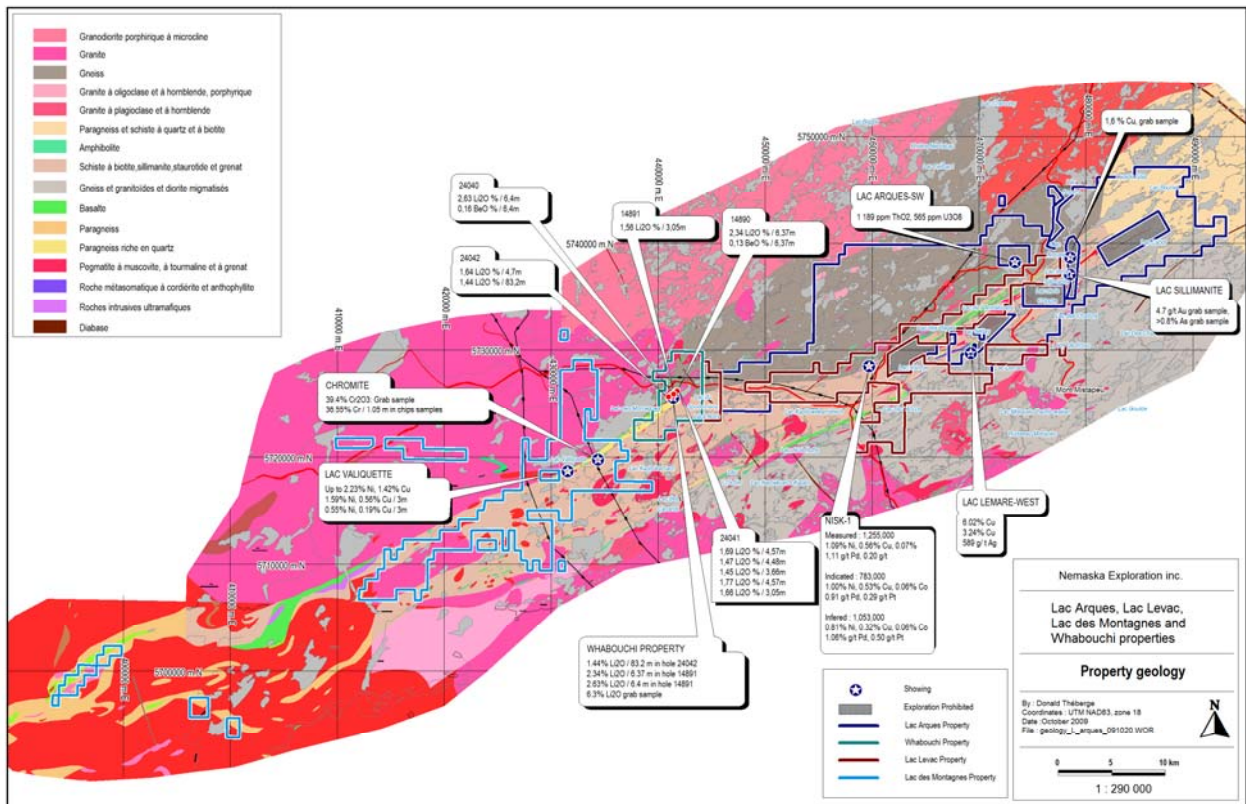 Granodiorite porphirique à microcline
Granite
Gneiss
Granite à oligoclase et à hornblende, porphyrique
Granite à plagioclase et à hornblende
Paragneiss et schiste à quartz et à biotite
Amphibolite
Schiste à biotite,sillimanite,staurotide et grenat
Gneiss et granitoïdes et diorite migmatisés
Basalte
Paragneiss
Paragneiss riche en quartz
Pegmatite à muscovite, à tourmaline et à grenat
Roche métasomatique à cordiérite et anthophyllite
Roches intrusives ultramafiques
Diabase
1,6 % Cu, grab sample
480000 m.E
490000 m.E
5750000 m.N
450000 m.E
460000 m.E
470000 m.E
440000 m.E
24040
2,63 Li2O % / 6,4m
0,16 BeO % / 6,4m
14891
1,56 Li2O % / 3,05m
14890
2,34 Li2O % / 6,37m
0,13 BeO % / 6,37m
LAC ARQUES-SW
1 189 ppm ThO2, 565 ppm U3O8
5740000 m.N
24042
1,64 Li2O % / 4,7m
1,44 Li2O % / 83,2m
LAC SILLIMANITE
4.7 g/t Au grab sample,
>0.8% As grab sample
420000 m.E
410000 m.E
5730000 m.N
430000 m.E
CHROMITE
39.4% Cr2O3: Grab sample
36.55% Cr / 1.05 m in chips samples
Mont Mistapeu
5720000 m.N
LAC VALIQUETTE
Up to 2.23% Ni, 1.42% Cu
1.59% Ni, 0.56% Cu / 3m
0.55% Ni, 0.19% Cu / 3m
LAC LEMARE-WEST
6.02% Cu
3.24% Cu
589 g/ t Ag
NISK-1
Measured : 1,255,000
1.09% Ni, 0.56% Cu, 0.07%
1,11 g/t Pd, 0.20 g/t
Indicated : 783,000
1.00% Ni, 0.53% Cu, 0.06% Co
0.91 g/t Pd, 0.29 g/t Pt
Infered : 1,053,000
0.81% Ni, 0.32% Cu, 0.06% Co
1.06% g/t Pd, 0.50 g/t Pt
24041
1,69 Li2O % / 4,57m
1,47 Li2O % / 4,48m
1,45 Li2O % / 3,66m
1,77 Li2O % / 4,57m
1,66 Li2O % / 3,05m
5710000 m.N
WHABOUCHI PROPERTY
1.44% Li2O / 83.2 m in hole 24042
2.34% Li2O / 6.37 m in hole 14891
2.63% Li2O / 6.4 m in hole 14891
6.3% Li2O grab sample
5700000 m.N
400000 m.E
Showing
Exploration Prohibited
Lac Arques Property
Whabouchi Property
Lac Levac Property
Lac des Montagnes Property
Nemaska Exploration inc.
Lac Arques, Lac Levac,
Lac des Montagnes and
Whabouchi properties
Property geology
By : Donald Théberge
Coordinates : UTM NAD83, zone 18
Date :October 2009
File : geology_l_arques_091020.WOR
N
0 5 10 km
1 : 290 000